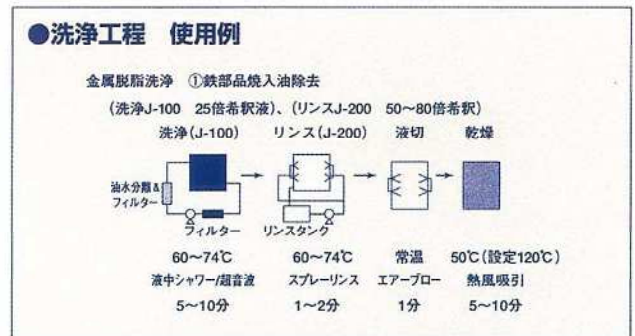 ●洗浄工程 使用例
金属脱脂洗浄 ①鉄部品焼入油除去
(洗浄J-100 25倍希釈液)、(リンスJ-200 50～80倍希釈)
洗浄(J-100) リンス(J-200) 液切 乾燥
油水分離&
フィルター
フィルター リンスタンク
60～74℃ 60～74℃ 常温 50℃(設定120℃)
液中シャワー/超音波 スプレーリンス エアーブロー 熱風吸引
5～10分 1～2分 1分 5～10分